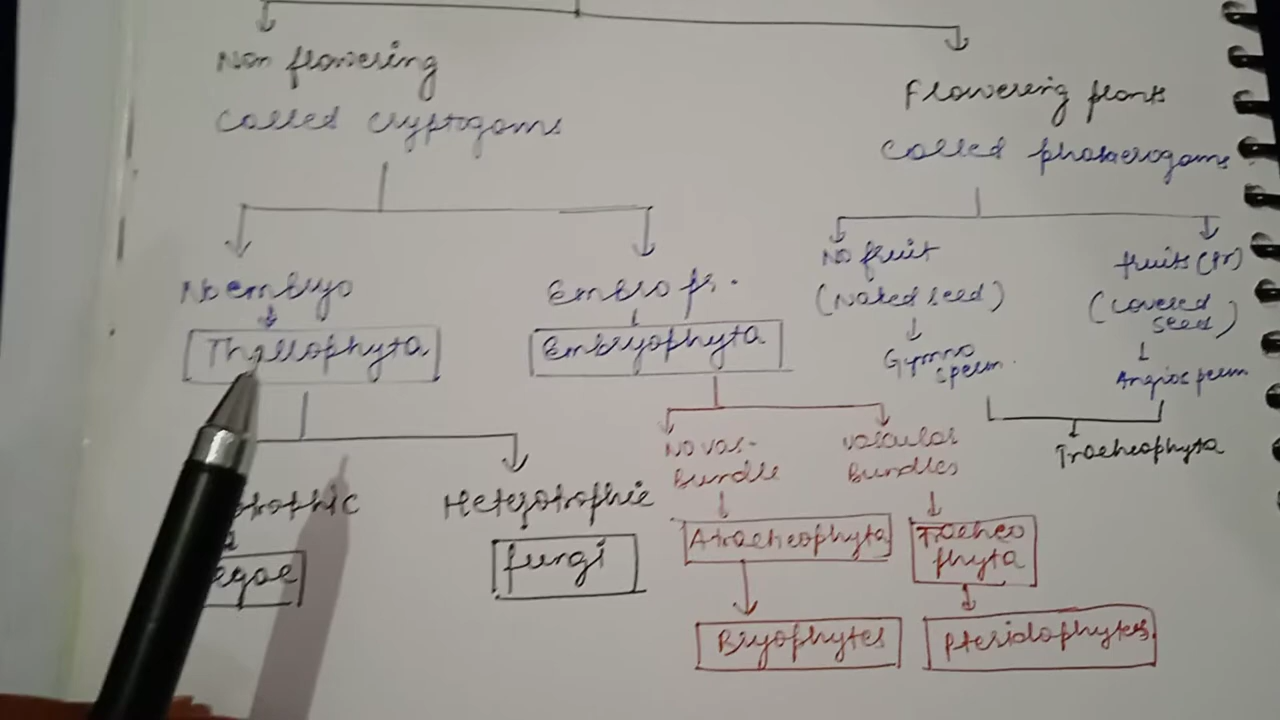 Non flowering
called cryptogams
Flowering plants
called phanerogams
No embryo
Thallophyta
Embryophyta
No fruit
(Naked seed)
Gymno
sperm.
fruits
(Covered
seed)
Angiosperm
Tracheophyta
Heterotrophic
fungi
No vas-
Bundle
Atracheophyta
Bryophytes
vascular
Bundles
Tracheo
phyta
Pteridophytes